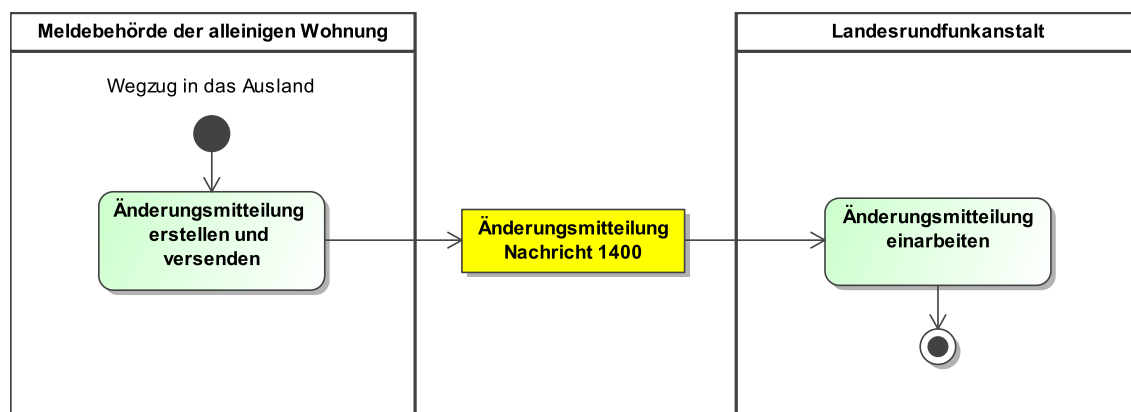 Meldebehörde der alleinigen Wohnung
Wegzug in das Ausland
Änderungsmitteilung
erstellen und
versenden
Änderungsmitteilung
Nachricht 1400
Landesrundfunkanstalt
Änderungsmitteilung
einarbeiten